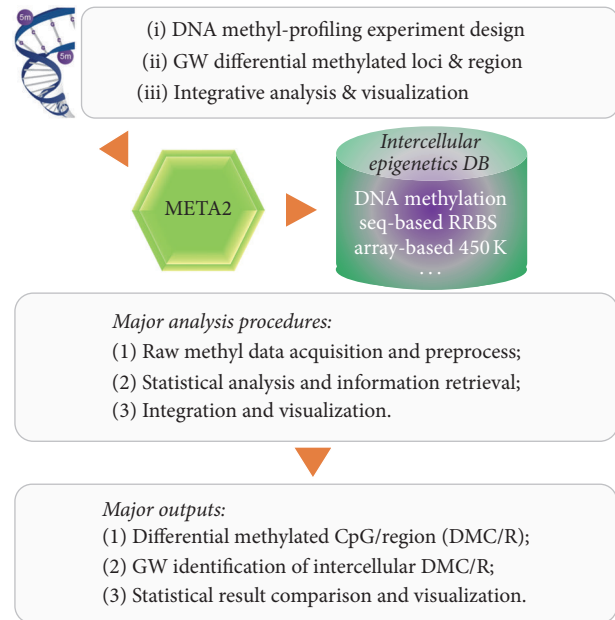 5m
5m
(i) DNA methyl-profiling experiment design
(ii) GW differential methylated loci & region
(iii) Integrative analysis & visualization
META2
Intercellular
epigenetics DB
DNA methylation
seq-based RRBS
array-based 450 K
...
Major analysis procedures:
(1) Raw methyl data acquisition and preprocess;
(2) Statistical analysis and information retrieval;
(3) Integration and visualization.
Major outputs:
(1) Differential methylated CpG/region (DMC/R);
(2) GW identification of intercellular DMC/R;
(3) Statistical result comparison and visualization.